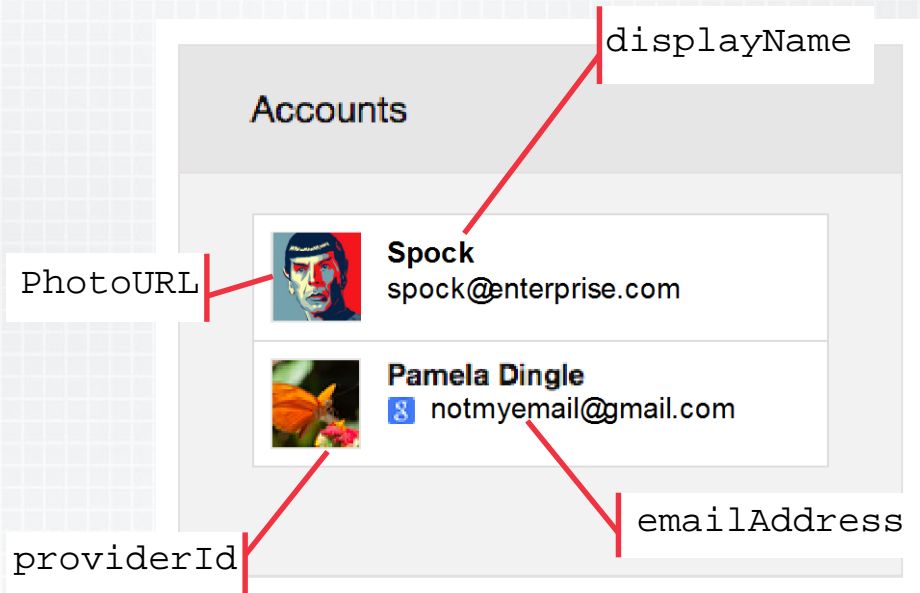 displayName
Accounts
Spock
spock@enterprise.com
PhotoURL
Pamela Dingle
g notmyemail@gmail.com
emailAddress
providerId